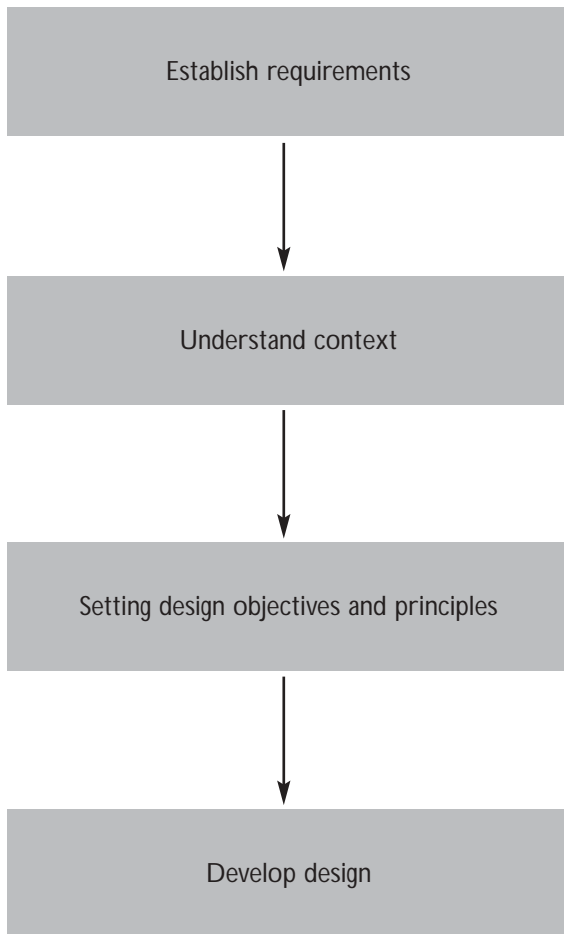 Establish requirements
Understand context
Setting design objectives and principles
Develop design